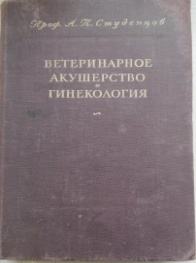 Проф. А. П. Студенцов
ВЕТЕРИНАРНОЕ
АКУШЕРСТВО
и
ГИНЕКОЛОГИЯ